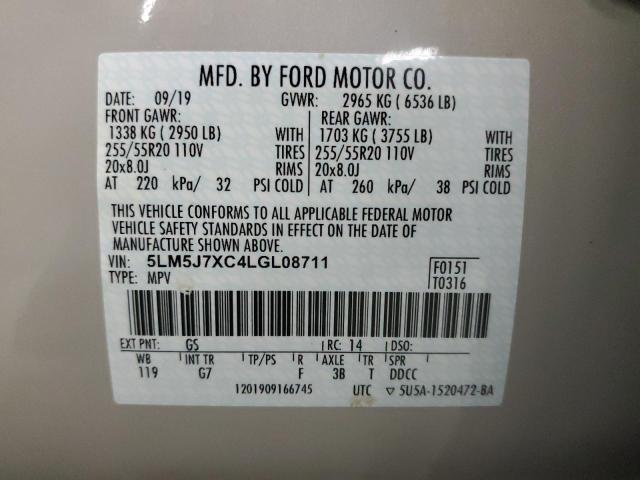 MFD. BY FORD MOTOR CO.
DATE: 09/19 GVWR: 2965 KG ( 6536 LB)
FRONT GAWR: REAR GAWR:
1338 KG ( 2950 LB) WITH 1703 KG ( 3755 LB) WITH
255/55R20 110V TIRES 255/55R20 110V TIRES
20x8.0J RIMS 20x8.0J RIMS
AT 220 kPa/ 32 PSI COLD AT 260 kPa/ 38 PSI COLD
THIS VEHICLE CONFORMS TO ALL APPLICABLE FEDERAL MOTOR
VEHICLE SAFETY STANDARDS IN EFFECT ON THE DATE OF
MANUFACTURE SHOWN ABOVE.
VIN: 5LM5J7XC4LGL08711 F0151
TYPE: MPV T0316
EXT PNT: GS RC: 14 DSO:
WB INT TR TP/PS R AXLE TR SPR
119 G7 F 3B T DDCC
1201909166745 UTC ▽ 5U5A-1520472-BA